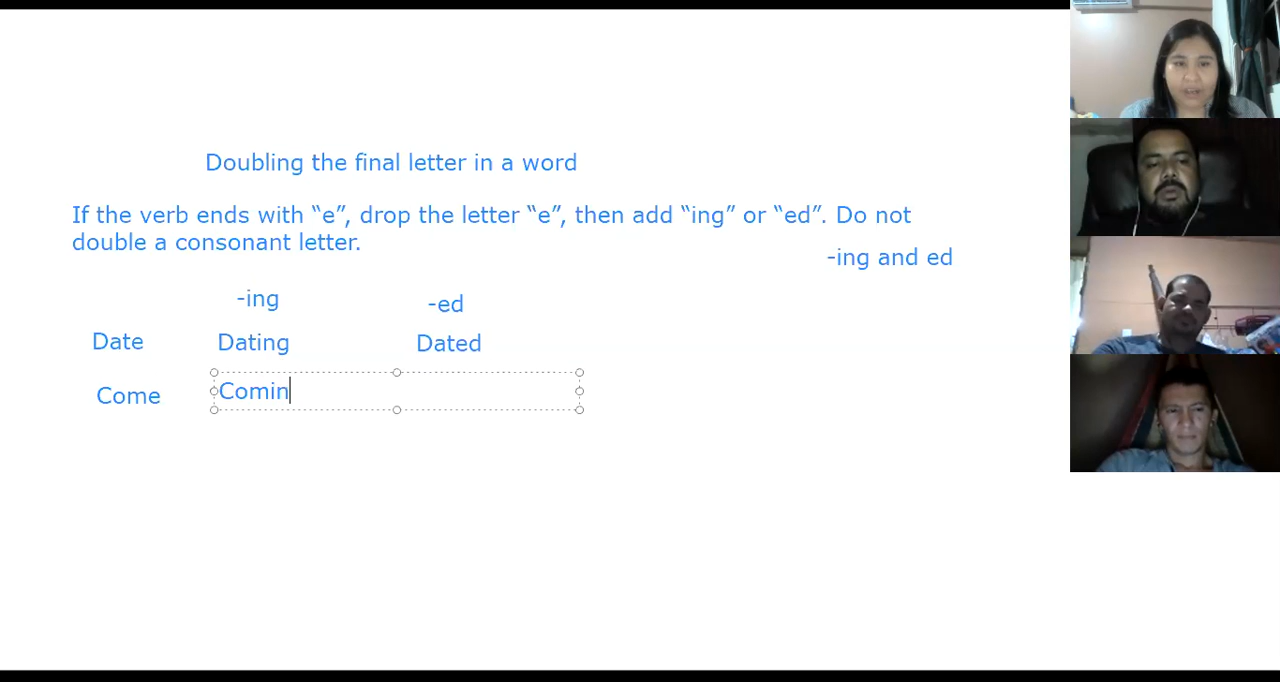 Doubling the final letter in a word
If the verb ends with “e”, drop the letter “e”, then add “ing” or “ed”. Do not
double a consonant letter.
-ing and ed
-ing -ed
Date Dating Dated
Come Comin